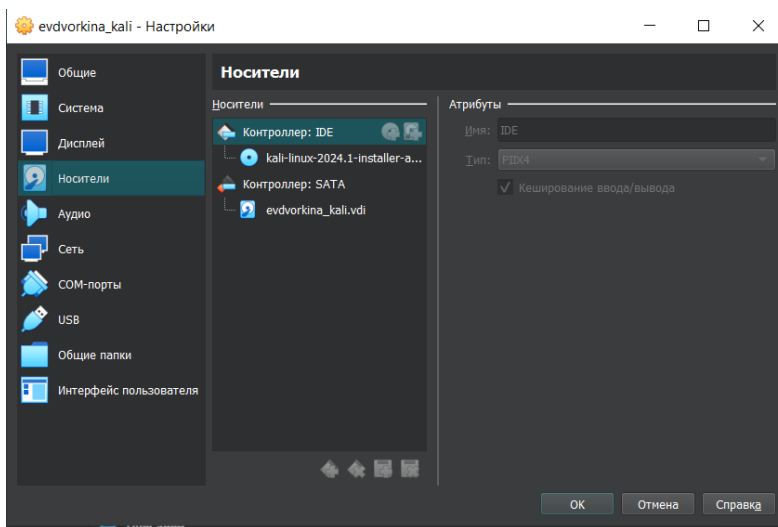 evdvorkina_kali - Настройки
Общие
Система
Дисплей
Носители
Аудио
Сеть
COM-порты
USB
Общие папки
Интерфейс пользователя
Носители
Носители
Контроллер: IDE
kali-linux-2024.1-installer-a...
Контроллер: SATA
evdvorkina_kali.vdi
Атрибуты
Имя: IDE
Тип: PIIX4
Кеширование ввода/вывода
OK
Отмена
Справка